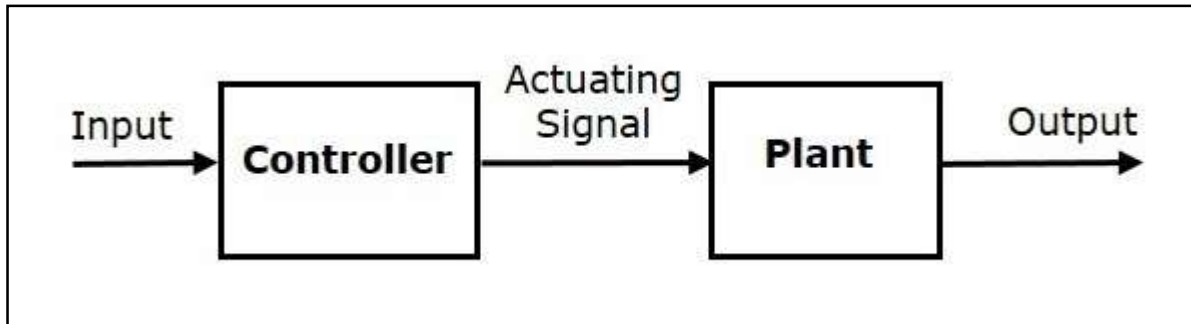 Input
Controller
Actuating
Signal
Plant
Output